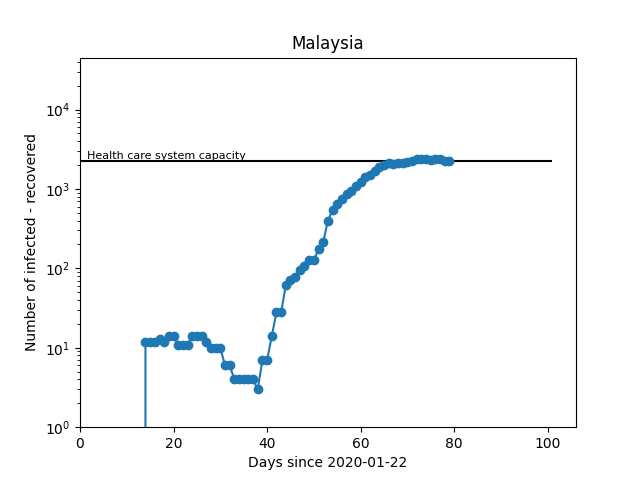 Malaysia
Number of infected - recovered
10⁴
10³
10²
10¹
10⁰
Health care system capacity
0 20 40 60 80 100
Days since 2020-01-22